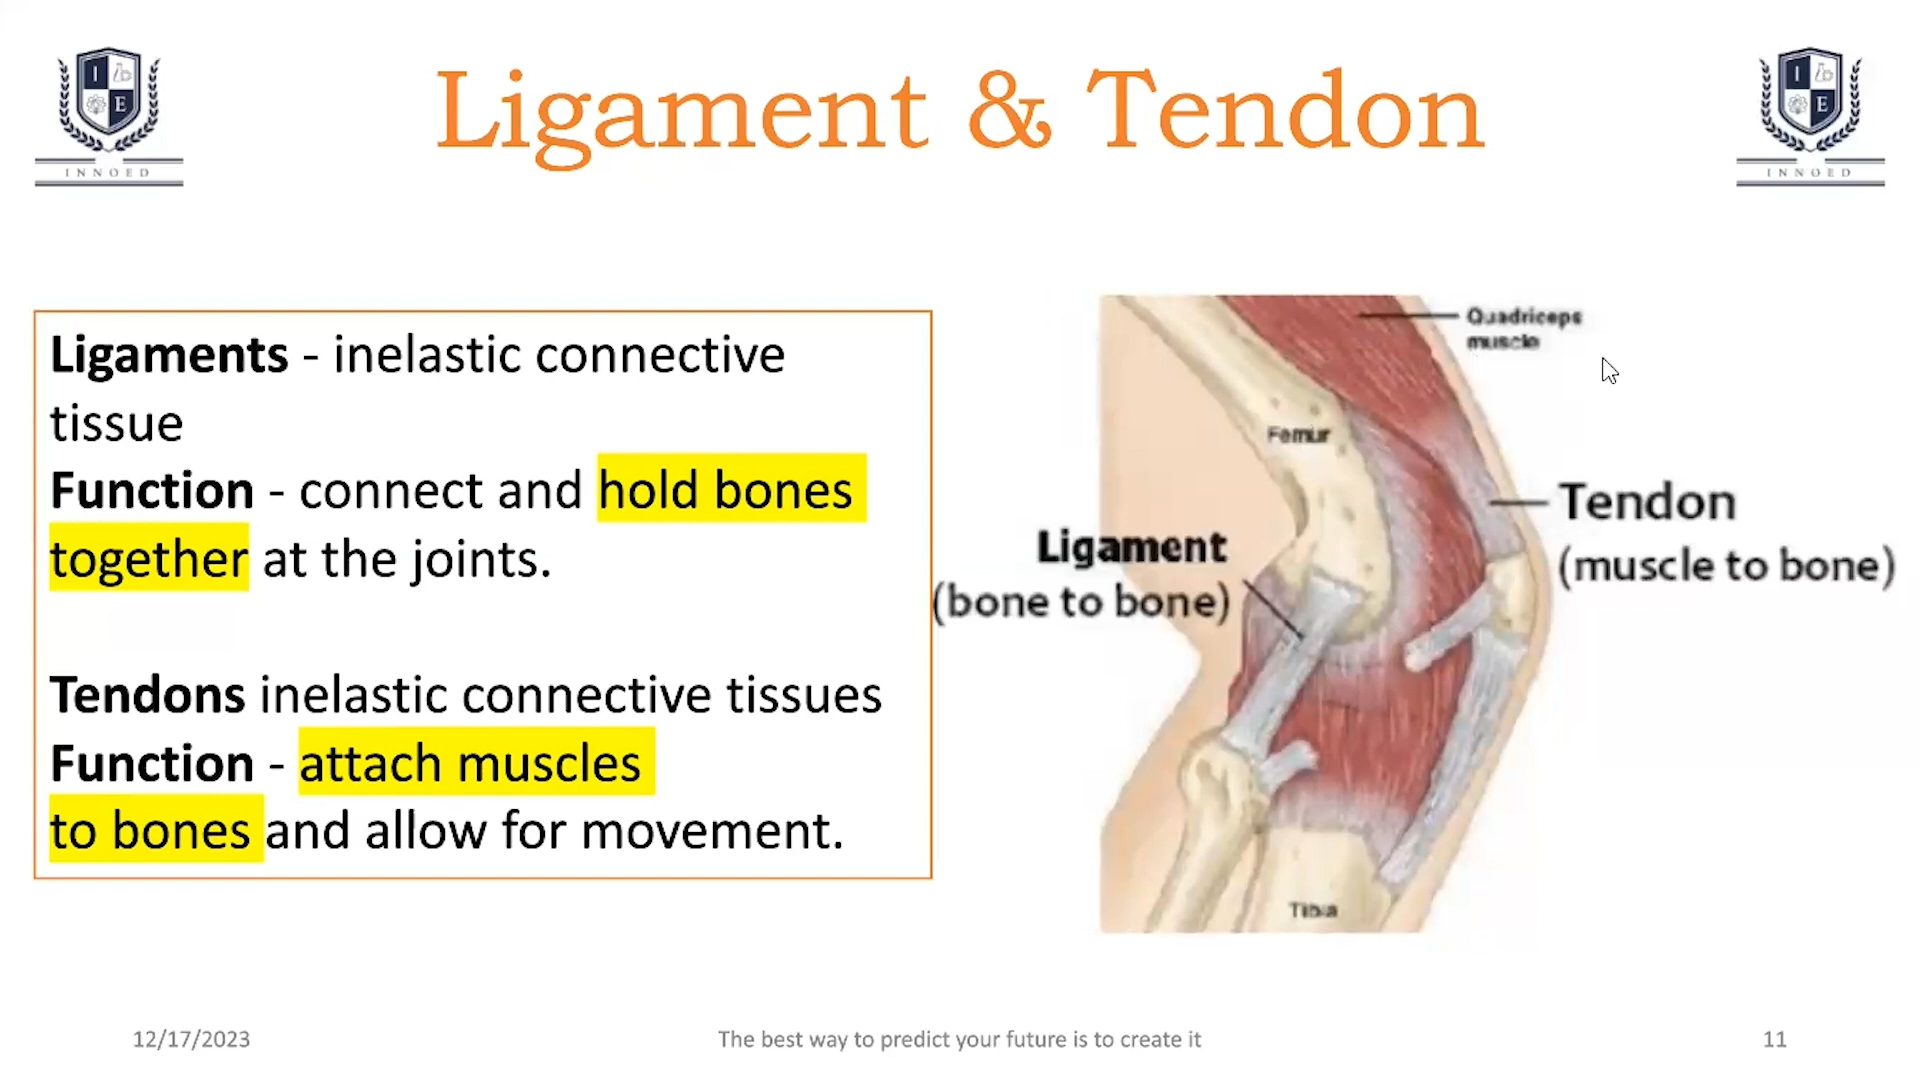 I
E
INNOED
Ligament & Tendon
I
E
INNOED
Ligaments - inelastic connective
tissue
Function - connect and hold bones
together at the joints.
Tendons inelastic connective tissues
Function - attach muscles
to bones and allow for movement.
Quadriceps
muscle
Femur
Ligament
(bone to bone)
Tendon
(muscle to bone)
Tibia
12/17/2023
The best way to predict your future is to create it
11